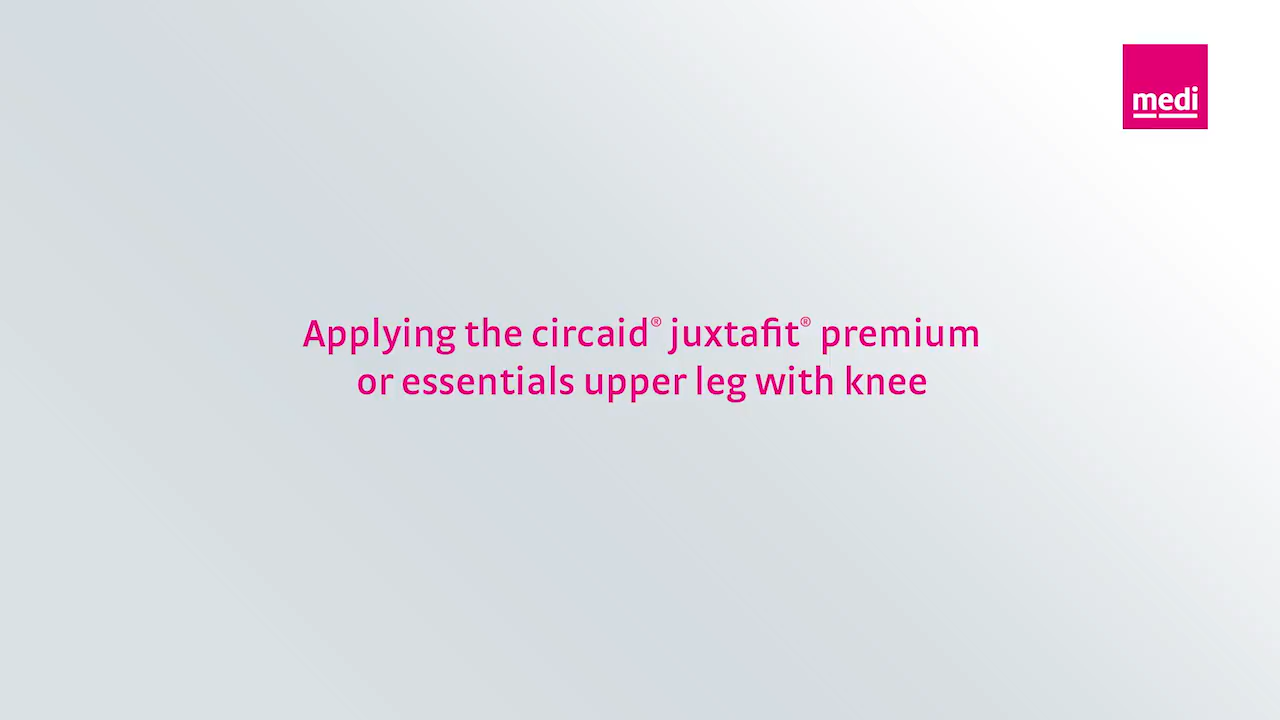 medi
Applying the circaid® juxtafit® premium
or essentials upper leg with knee